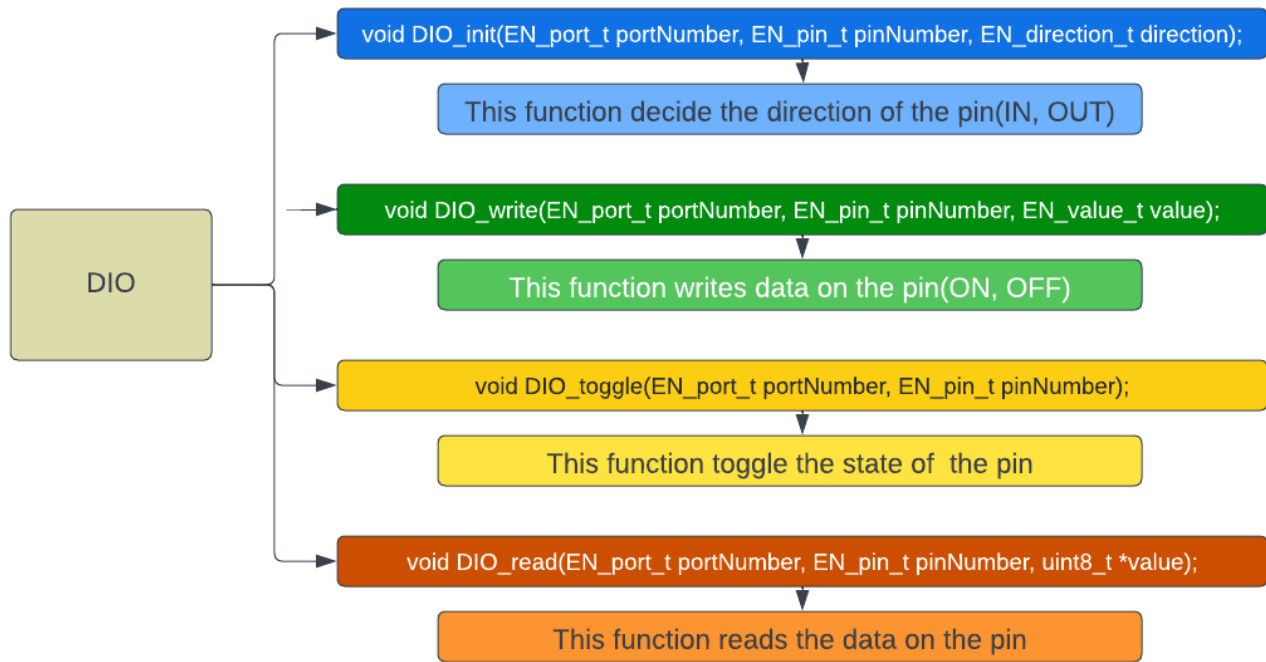 void DIO_init(EN_port_t portNumber, EN_pin_t pinNumber, EN_direction_t direction);
This function decide the direction of the pin(IN, OUT)
void DIO_write(EN_port_t portNumber, EN_pin_t pinNumber, EN_value_t value);
DIO
This function writes data on the pin(ON, OFF)
void DIO_toggle(EN_port_t portNumber, EN_pin_t pinNumber);
This function toggle the state of  the pin
void DIO_read(EN_port_t portNumber, EN_pin_t pinNumber, uint8_t *value);
This function reads the data on the pin